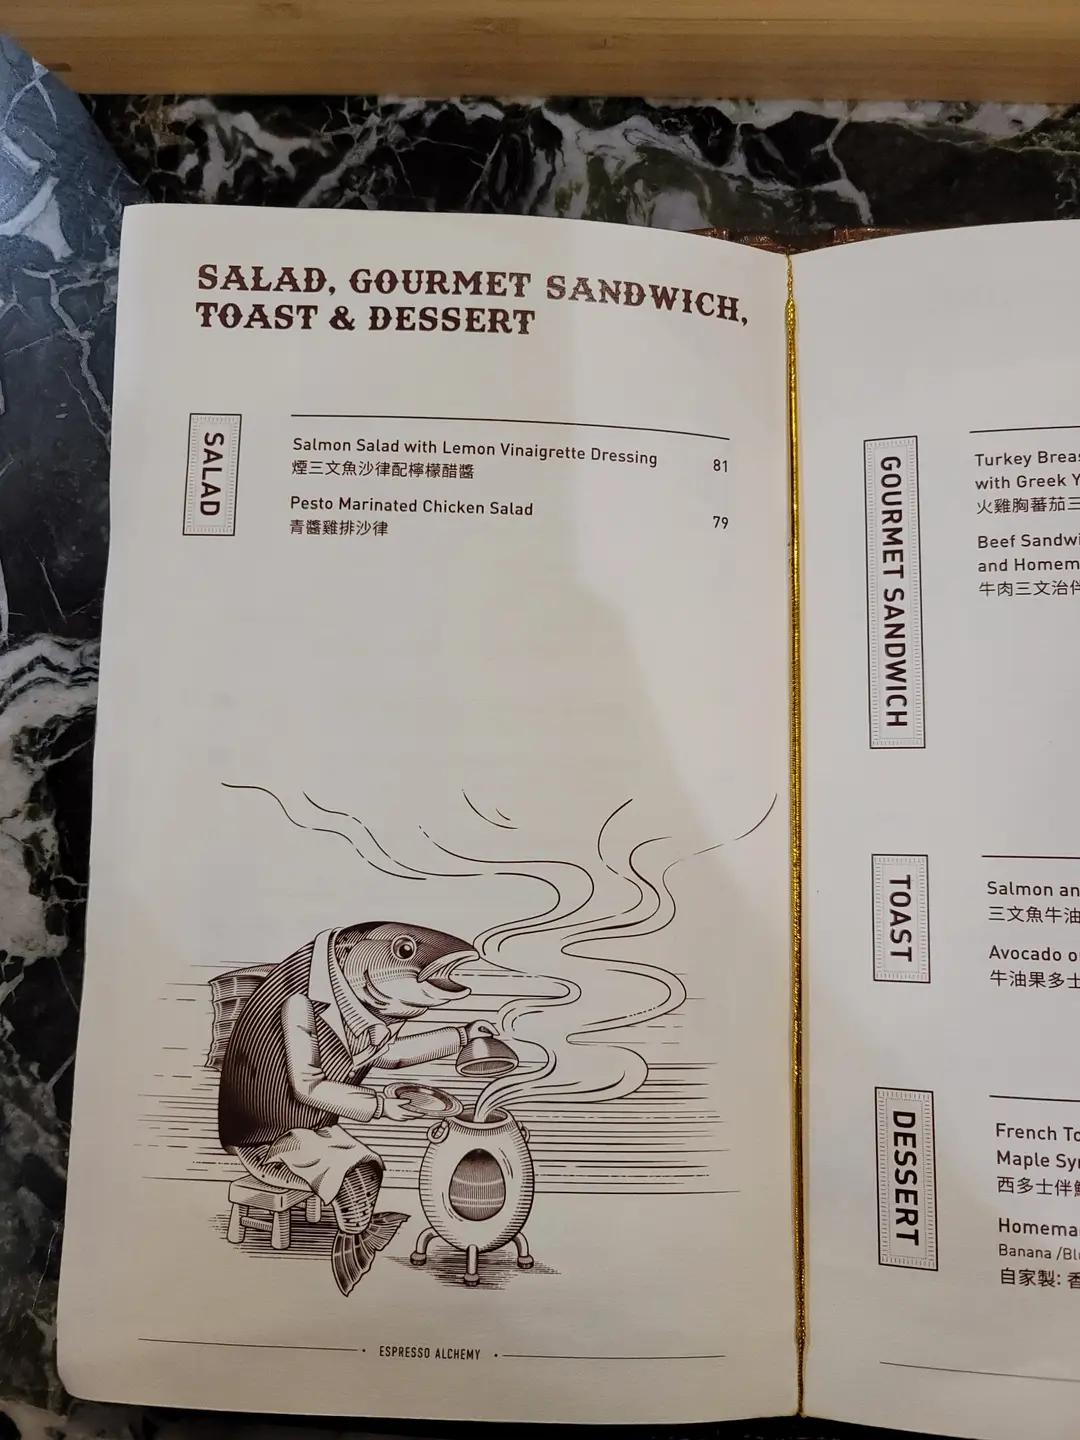 SALAD, GOURMET SANDWICH,
TOAST & DESSERT
SALAD
Salmon Salad with Lemon Vinaigrette Dressing 81
煙三文魚沙律配檸檬醋醬
Pesto Marinated Chicken Salad 79
青醬雞排沙律
ESPRESSO ALCHEMY
GOURMET SANDWICH
Turkey Breas
with Greek Y
火雞胸蕃茄三
Beef Sandwi
and Homem
牛肉三文治伴
TOAST
Salmon an
三文魚牛油
Avocado o
牛油果多士
DESSERT
French To
Maple Syr
西多士伴
Homema
Banana /Blu
自家製: 香